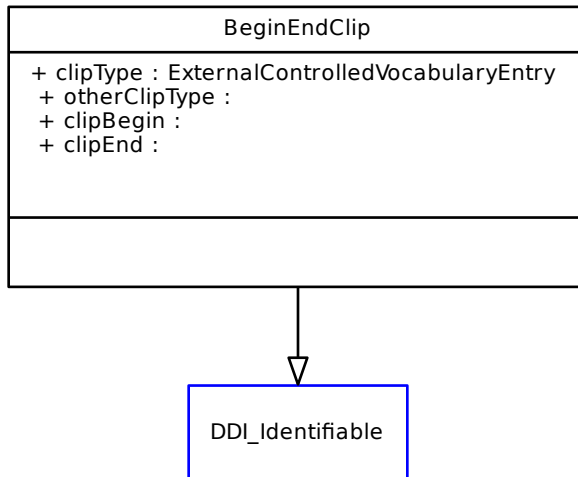 BeginEndClip
+ clipType : ExternalControlledVocabularyEntry
+ otherClipType :
+ clipBegin :
+ clipEnd :
DDI_Identifiable